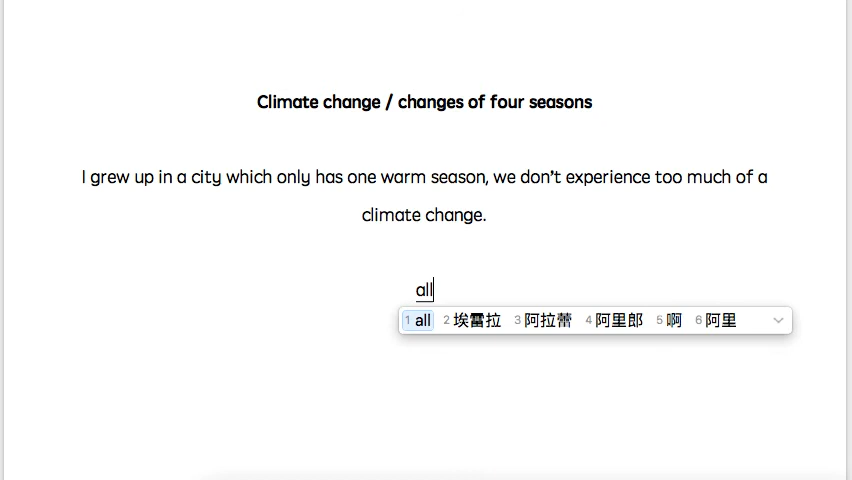 Climate change / changes of four seasons
I grew up in a city which only has one warm season, we don't experience too much of a
climate change.
all
1 all 2 埃雷拉 3 阿拉蕾 4 阿里郎 5 啊 6 阿里